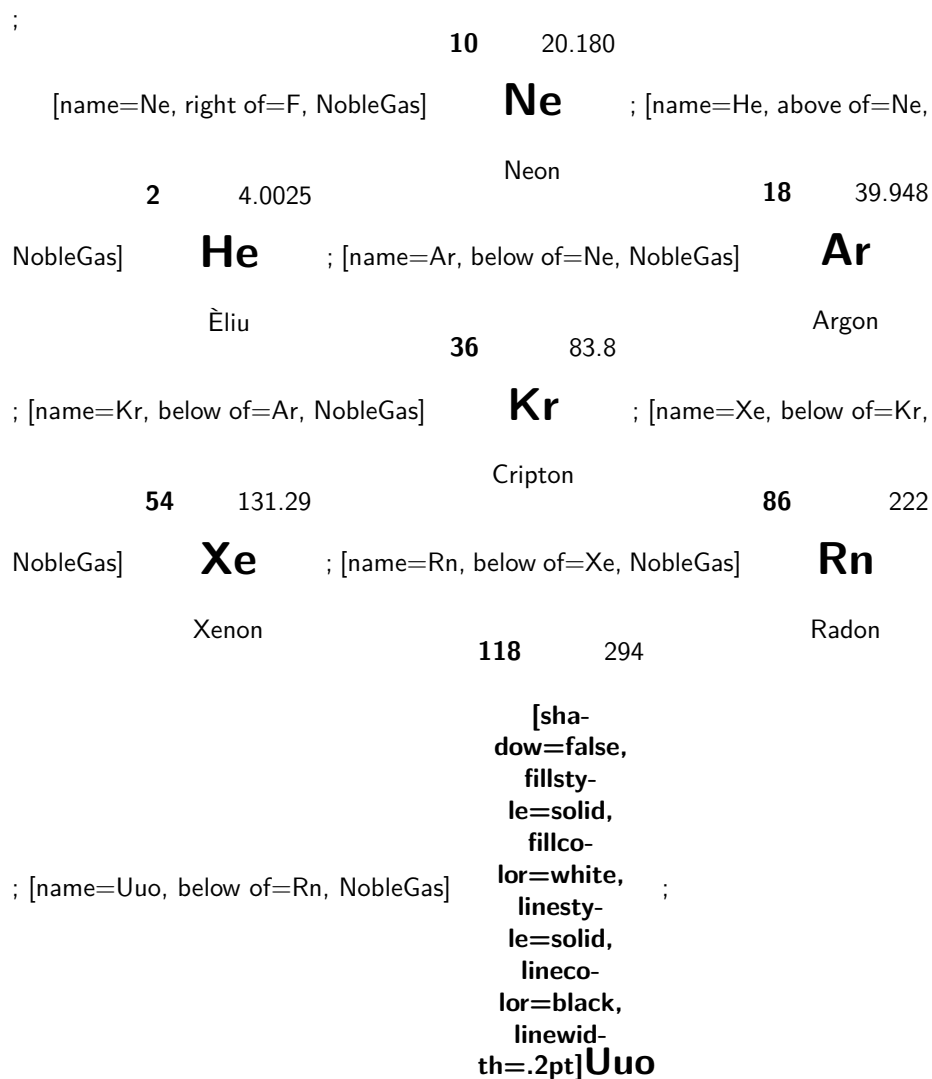 ;
10 20.180
[name=Ne, right of=F, NobleGas] Ne ; [name=He, above of=Ne,
Neon
2 4.0025 18 39.948
NobleGas] He ; [name=Ar, below of=Ne, NobleGas] Ar
Èliu Argon
36 83.8
; [name=Kr, below of=Ar, NobleGas] Kr ; [name=Xe, below of=Kr,
Cripton
54 131.29 86 222
NobleGas] Xe ; [name=Rn, below of=Xe, NobleGas] Rn
Xenon Radon
118 294
[sha-
dow=false,
fillsty-
le=solid,
fillco-
; [name=Uuo, below of=Rn, NobleGas] lor=white, ;
linesty-
le=solid,
lineco-
lor=black,
linewid-
th=.2pt]Uuo